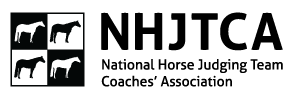 NHJTCA
National Horse Judging Team
Coaches' Association